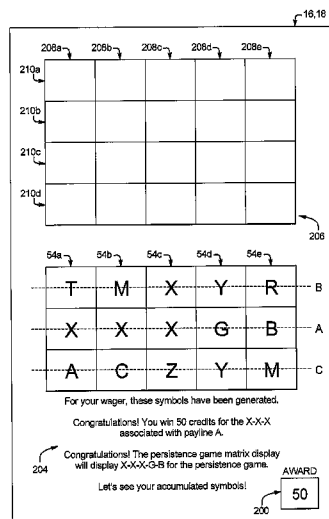 16,18
208a 208b 208c 208d 208e
210a
210b
210c
210d
206
54a 54b 54c 54d 54e
T M X Y R B
X X X G B A
A C Z Y M C
For your wager, these symbols have been generated.
Congratulations! You win 50 credits for the X-X-X
associated with payline A.
204
Congratulations! The persistence game matrix display
will display X-X-X-G-B for the persistence game.
Let's see your accumulated symbols!
AWARD
200
50